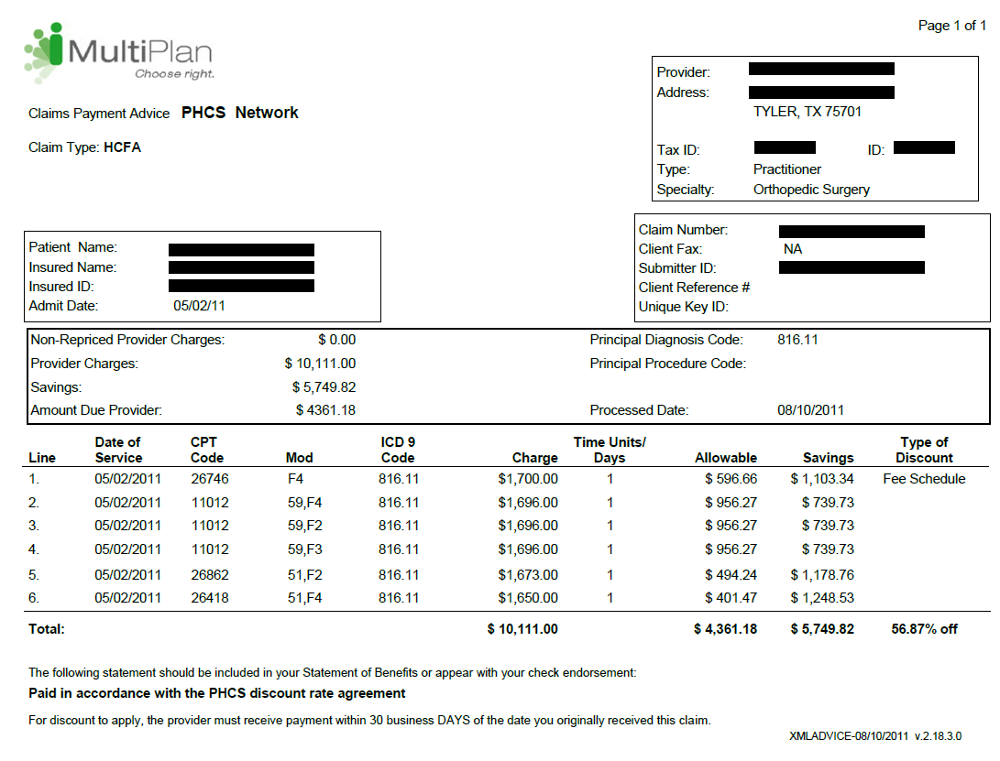 Page 1 of 1
MultiPlan
Choose right.
Claims Payment Advice PHCS Network
Claim Type: HCFA
Provider:
Address:
TYLER, TX 75701
Tax ID: ID:
Type: Practitioner
Specialty: Orthopedic Surgery
Patient Name:
Insured Name:
Insured ID:
Admit Date: 05/02/11
Claim Number:
Client Fax: NA
Submitter ID:
Client Reference #
Unique Key ID:
Non-Repriced Provider Charges: $ 0.00 Principal Diagnosis Code: 816.11
Provider Charges: $ 10,111.00 Principal Procedure Code:
Savings: $ 5,749.82
Amount Due Provider: $ 4361.18 Processed Date: 08/10/2011
Line Date of Service CPT Code Mod ICD 9 Code Charge Time Units/ Days Allowable Savings Type of Discount
1. 05/02/2011 26746 F4 816.11 $1,700.00 1 $ 596.66 $ 1,103.34 Fee Schedule
2. 05/02/2011 11012 59,F4 816.11 $1,696.00 1 $ 956.27 $ 739.73
3. 05/02/2011 11012 59,F2 816.11 $1,696.00 1 $ 956.27 $ 739.73
4. 05/02/2011 11012 59,F3 816.11 $1,696.00 1 $ 956.27 $ 739.73
5. 05/02/2011 26862 51,F2 816.11 $1,673.00 1 $ 494.24 $ 1,178.76
6. 05/02/2011 26418 51,F4 816.11 $1,650.00 1 $ 401.47 $ 1,248.53
Total: $ 10,111.00 $ 4,361.18 $ 5,749.82 56.87% off
The following statement should be included in your Statement of Benefits or appear with your check endorsement:
Paid in accordance with the PHCS discount rate agreement
For discount to apply, the provider must receive payment within 30 business DAYS of the date you originally received this claim.
XMLADVICE-08/10/2011 v.2.18.3.0